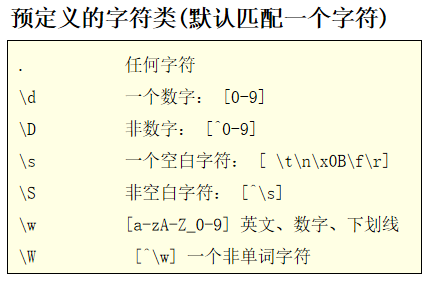 预定义的字符类(默认匹配一个字符)
. 任何字符
\d 一个数字： [0-9]
\D 非数字： [^0-9]
\s 一个空白字符： [ \t\n\x0B\f\r]
\S 非空白字符： [^\s]
\w [a-zA-Z_0-9] 英文、数字、下划线
\W [^\w] 一个非单词字符